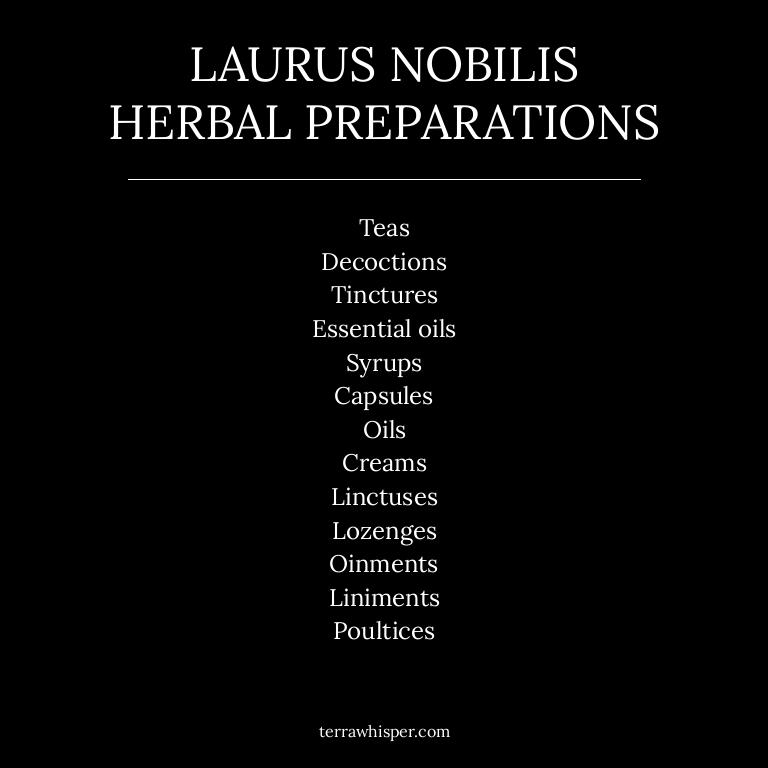 LAURUS NOBILIS
HERBAL PREPARATIONS
Teas
Decoctions
Tinctures
Essential oils
Syrups
Capsules
Oils
Creams
Linctuses
Lozenges
Oinments
Liniments
Poultices
terrawhisper.com